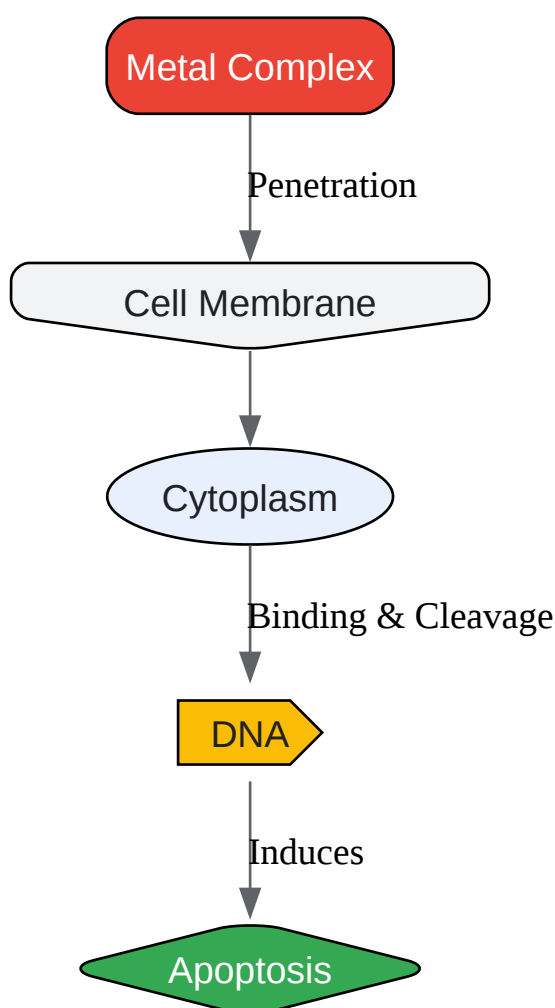 Metal Complex
Penetration
Cell Membrane
Cytoplasm
Binding & Cleavage
DNA
Induces
Apoptosis